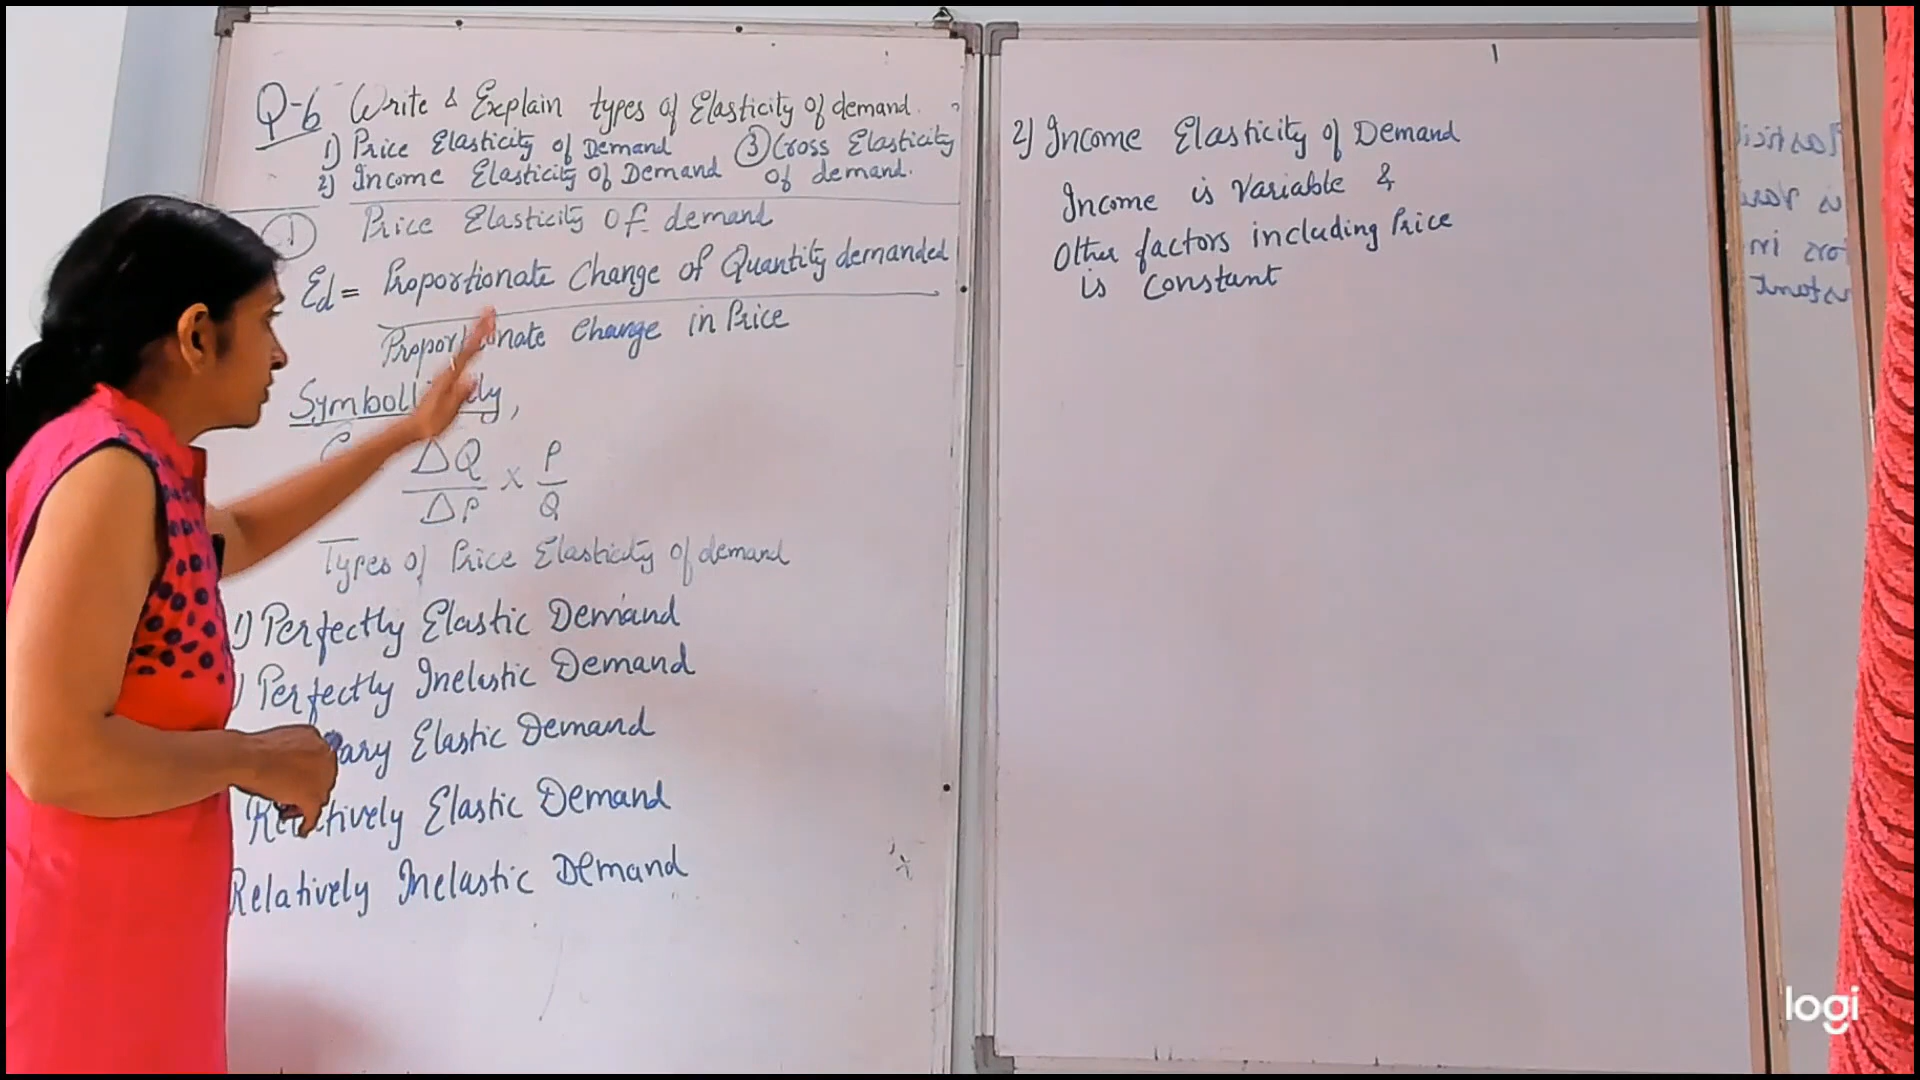 Q-6 Write & Explain types of Elasticity of demand.
1) Price Elasticity of Demand
③ Cross Elasticity of demand.
2) Income Elasticity of Demand
① Price Elasticity of demand
Ed = Proportionate Change of Quantity demanded
Proportionate Change in Price
ΔQ / ΔP × P / Q
Types of Price Elasticity of demand
1) Perfectly Elastic Demand
) Perfectly Inelastic Demand
Elastic Demand
Relatively Elastic Demand
Relatively Inelastic Demand
2) Income Elasticity of Demand
Income is Variable &
Other factors including Price
is Constant
logi